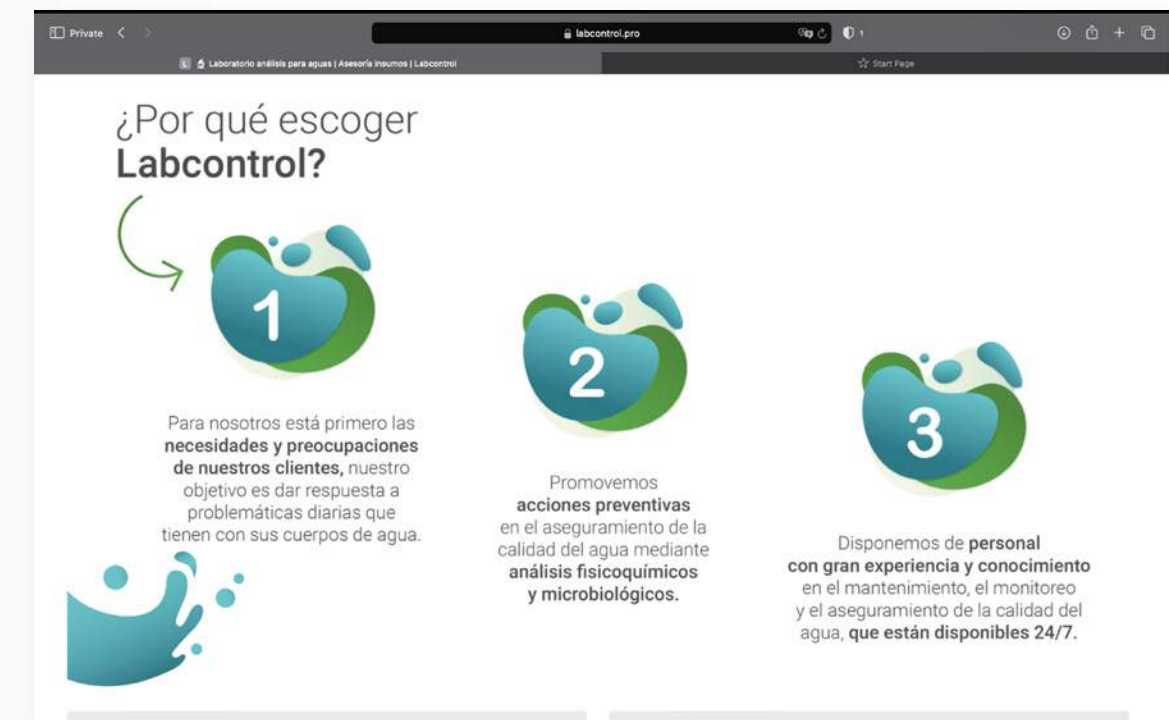 Private
labcontrol.pro
1
Laboratorio análisis para aguas | Asesoría insumos | Labcontrol
Start Page
¿Por qué escoger
Labcontrol?
1
Para nosotros está primero las
necesidades y preocupaciones
de nuestros clientes, nuestro
objetivo es dar respuesta a
problemáticas diarias que
tienen con sus cuerpos de agua.
2
Promovemos
acciones preventivas
en el aseguramiento de la
calidad del agua mediante
análisis fisicoquímicos
y microbiológicos.
3
Disponemos de personal
con gran experiencia y conocimiento
en el mantenimiento, el monitoreo
y el aseguramiento de la calidad del
agua, que están disponibles 24/7.